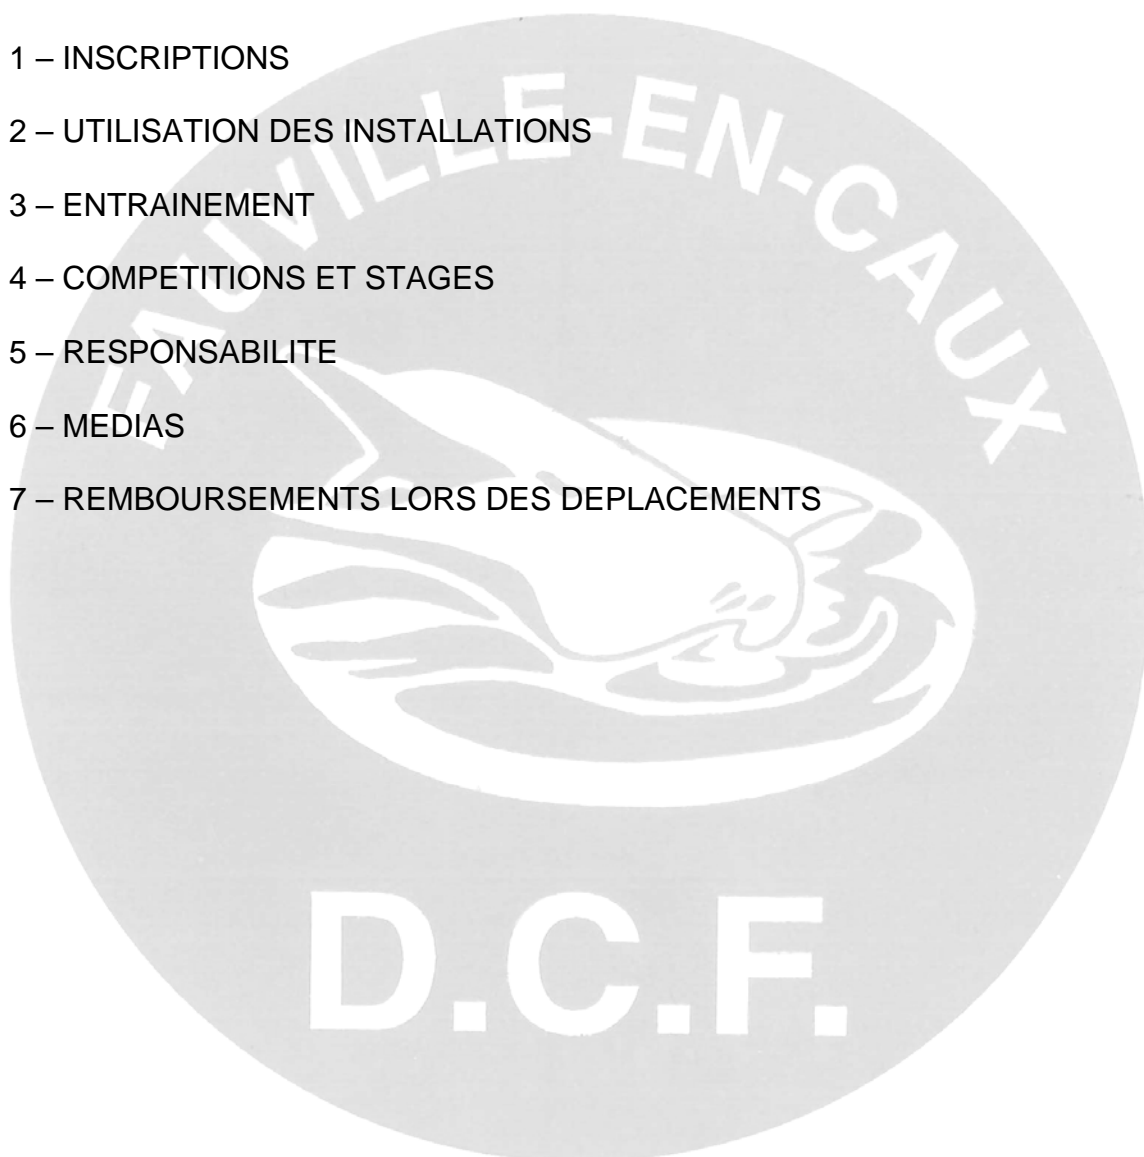 1 – INSCRIPTIONS
2 – UTILISATION DES INSTALLATIONS
3 – ENTRAINEMENT
4 – COMPETITIONS ET STAGES
5 – RESPONSABILITE
6 – MEDIAS
7 – REMBOURSEMENTS LORS DES DEPLACEMENTS
FAUVILLE-EN-CAUX
D.C.F.